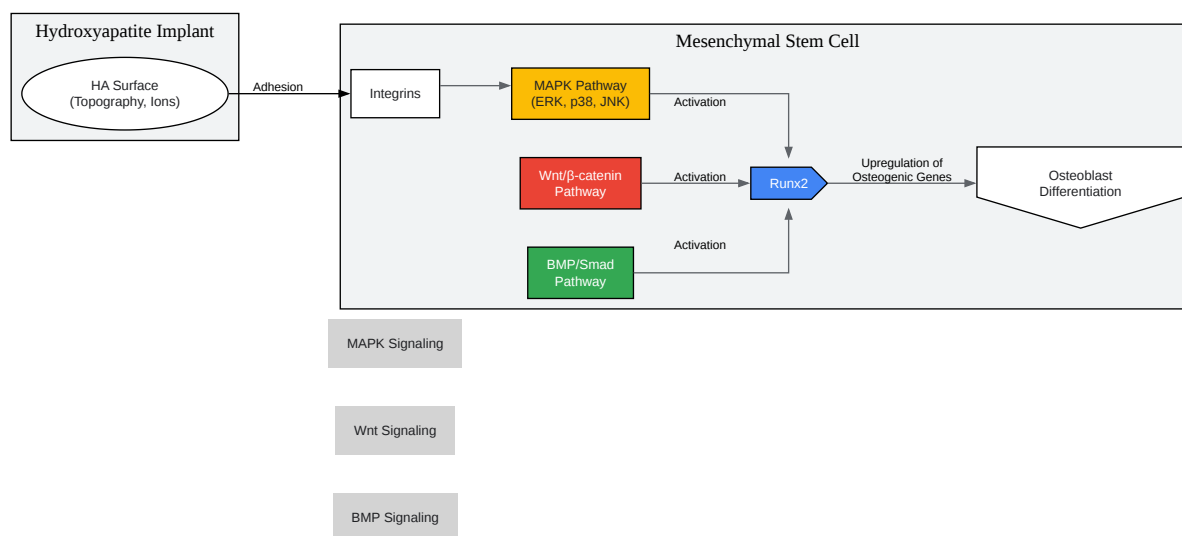 Hydroxyapatite Implant
HA Surface
(Topography, Ions)
Adhesion
Mesenchymal Stem Cell
Integrins
MAPK Pathway
(ERK, p38, JNK)
Activation
Wnt/β-catenin
Pathway
Activation
BMP/Smad
Pathway
Activation
Runx2
Upregulation of
Osteogenic Genes
Osteoblast
Differentiation
MAPK Signaling
Wnt Signaling
BMP Signaling